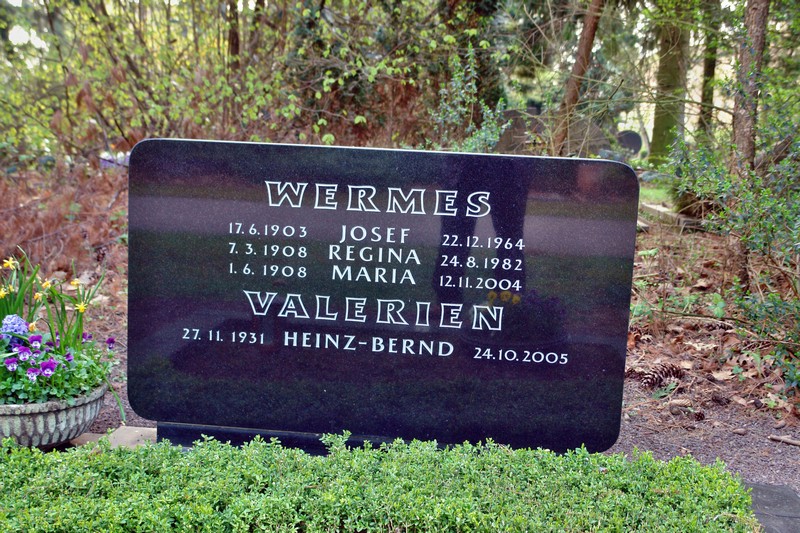 WERMES
17.6.1903 JOSEF 22.12.1964
7.3.1908 REGINA 24.8.1982
1.6.1908 MARIA 12.11.2004
VALERIEN
27.11.1931 HEINZ-BERND 24.10.2005